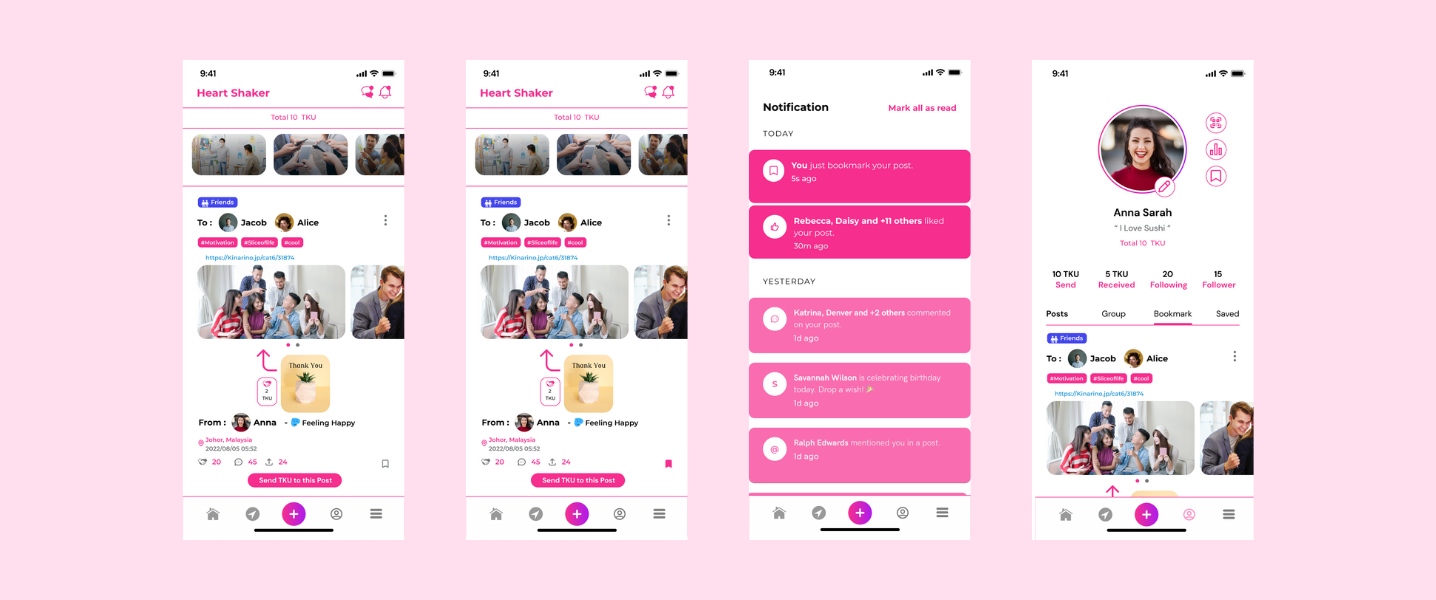 9:41
Heart Shaker
Total 10 TKU
Friends
To : Jacob Alice
#Motivation #Sliceoflife #cool
https://Kinarino.jp/cat6/31874
Thank You
2
TKU
From : Anna - Feeling Happy
Johor, Malaysia
2022/08/05 05:52
20 45 24
Send TKU to this Post
9:41
Heart Shaker
Total 10 TKU
Friends
To : Jacob Alice
#Motivation #Sliceoflife #cool
https://Kinarino.jp/cat6/31874
Thank You
2
TKU
From : Anna - Feeling Happy
Johor, Malaysia
2022/08/05 05:52
20 45 24
Send TKU to this Post
9:41
Notification Mark all as read
TODAY
You just bookmark your post.
5s ago
Rebecca, Daisy and +11 others liked
your post.
30m ago
YESTERDAY
Katrina, Denver and +2 others commented
on your post.
1d ago
S
Savannah Wilson is celebrating birthday
today. Drop a wish! 🎉
1d ago
@
Ralph Edwards mentioned you in a post.
1d ago
9:41
Anna Sarah
" I Love Sushi "
Total 10 TKU
10 TKU 5 TKU 20 15
Send Received Following Follower
Posts Group Bookmark Saved
Friends
To : Jacob Alice
#Motivation #Sliceoflife #cool
https://Kinarino.jp/cat6/31874